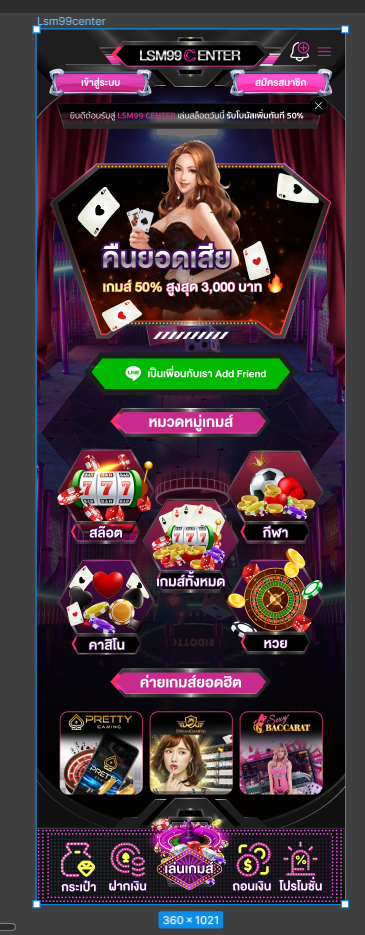 Lsm99center
LSM99 CENTER
เข้าสู่ระบบ
สมัครสมาชิก
ยินดีต้อนรับสู่ LSM99 CENTER เล่นสล็อตวันนี้ รับโบนัสเพิ่มทันที 50%
คืนยอดเสีย
เกมส์ 50% สูงสุด 3,000 บาท
LINE เป็นเพื่อนกับเรา Add Friend
หมวดหมู่เกมส์
777
สล๊อต
กีฬา
777
เกมส์ทั้งหมด
คาสิโน
หวย
ค่ายเกมส์ยอดฮิต
PRETTY
GAMING
PRETTY
DREAMGAMING
Sexy
BACCARAT
กระเป๋า
ฝากเงิน
เล่นเกมส์
ถอนเงิน
โปรโมชั่น
360 × 1021